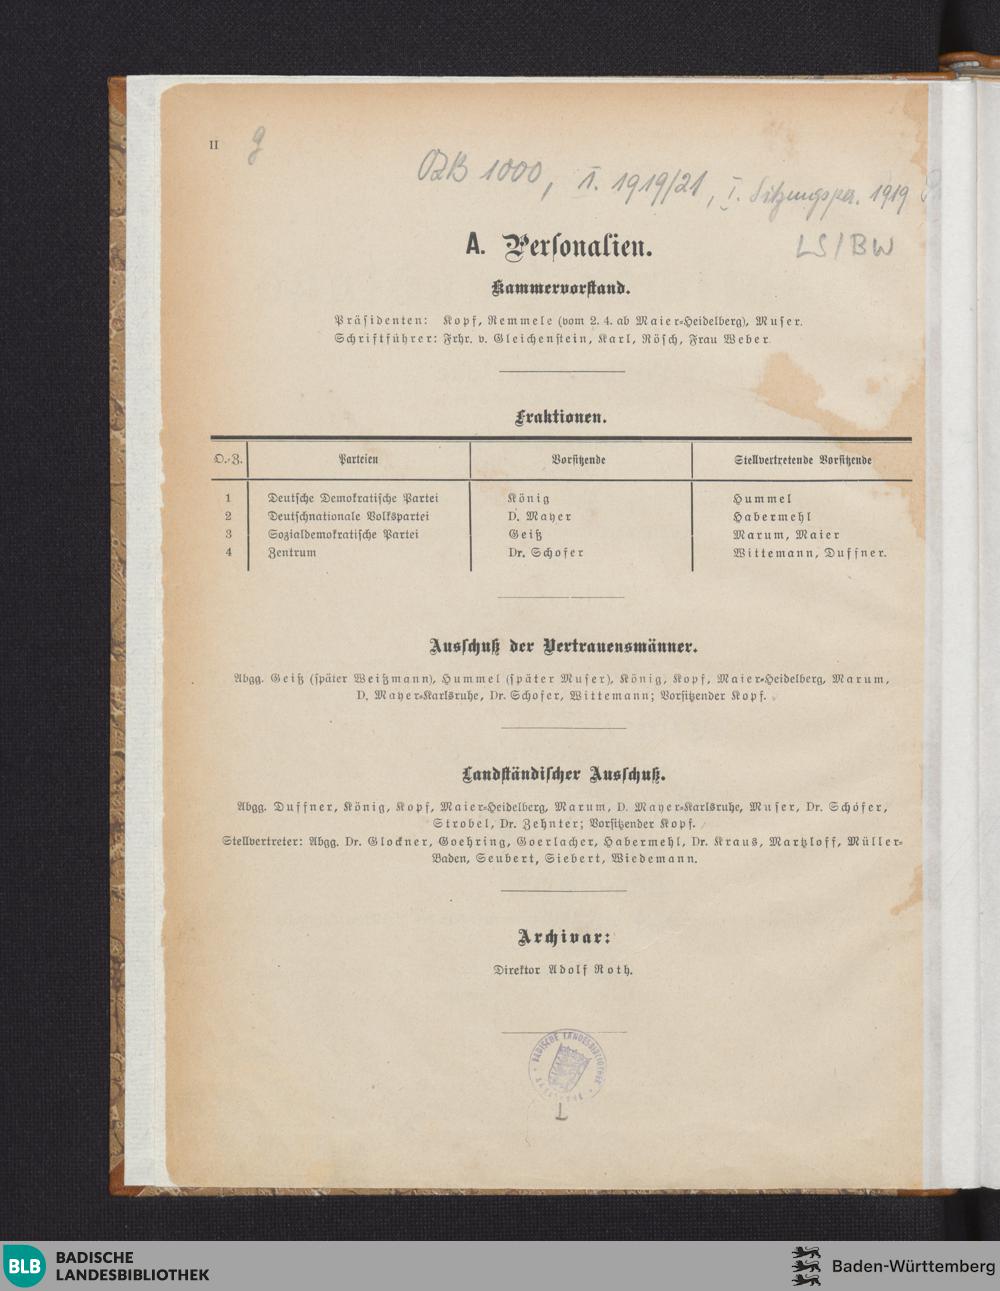 II
g
OZB 1000, II. 1919/21, I. Sitzungsper. 1919
LS/BW
A. Personalien.
Kammervorstand.
Präsidenten: Kopf, Remmele (vom 2. 4. ab Maier-Heidelberg), Muser.
Schriftführer: Frhr. v. Gleichenstein, Karl, Rösch, Frau Weber
Fraktionen.
O.-Z. Parteien Vorsitzende Stellvertretende Vorsitzende
1 Deutsche Demokratische Partei König Hummel
2 Deutschnationale Volkspartei D. Mayer Habermehl
3 Sozialdemokratische Partei Geiß Marum, Maier
4 Zentrum Dr. Schofer Wittemann, Duffner.
Ausschuß der Vertrauensmänner.
Abgg. Geiß (später Weißmann), Hummel (später Muser), König, Kopf, Maier-Heidelberg, Marum,
D. Mayer-Karlsruhe, Dr. Schofer, Wittemann; Vorsitzender Kopf.
Landständischer Ausschuß.
Abgg. Duffner, König, Kopf, Maier-Heidelberg, Marum, D. Mayer-Karlsruhe, Muser, Dr. Schofer,
Strobel, Dr. Zehnter; Vorsitzender Kopf.
Stellvertreter: Abgg. Dr. Glockner, Goehring, Goerlacher, Habermehl, Dr. Kraus, Martzloff, Müller-
Baden, Seubert, Siebert, Wiedemann.
Archivar:
Direktor Adolf Roth.
BADISCHE LANDESBIBLIOTHEK
BLB BADISCHE
LANDESBIBLIOTHEK
Baden-Württemberg